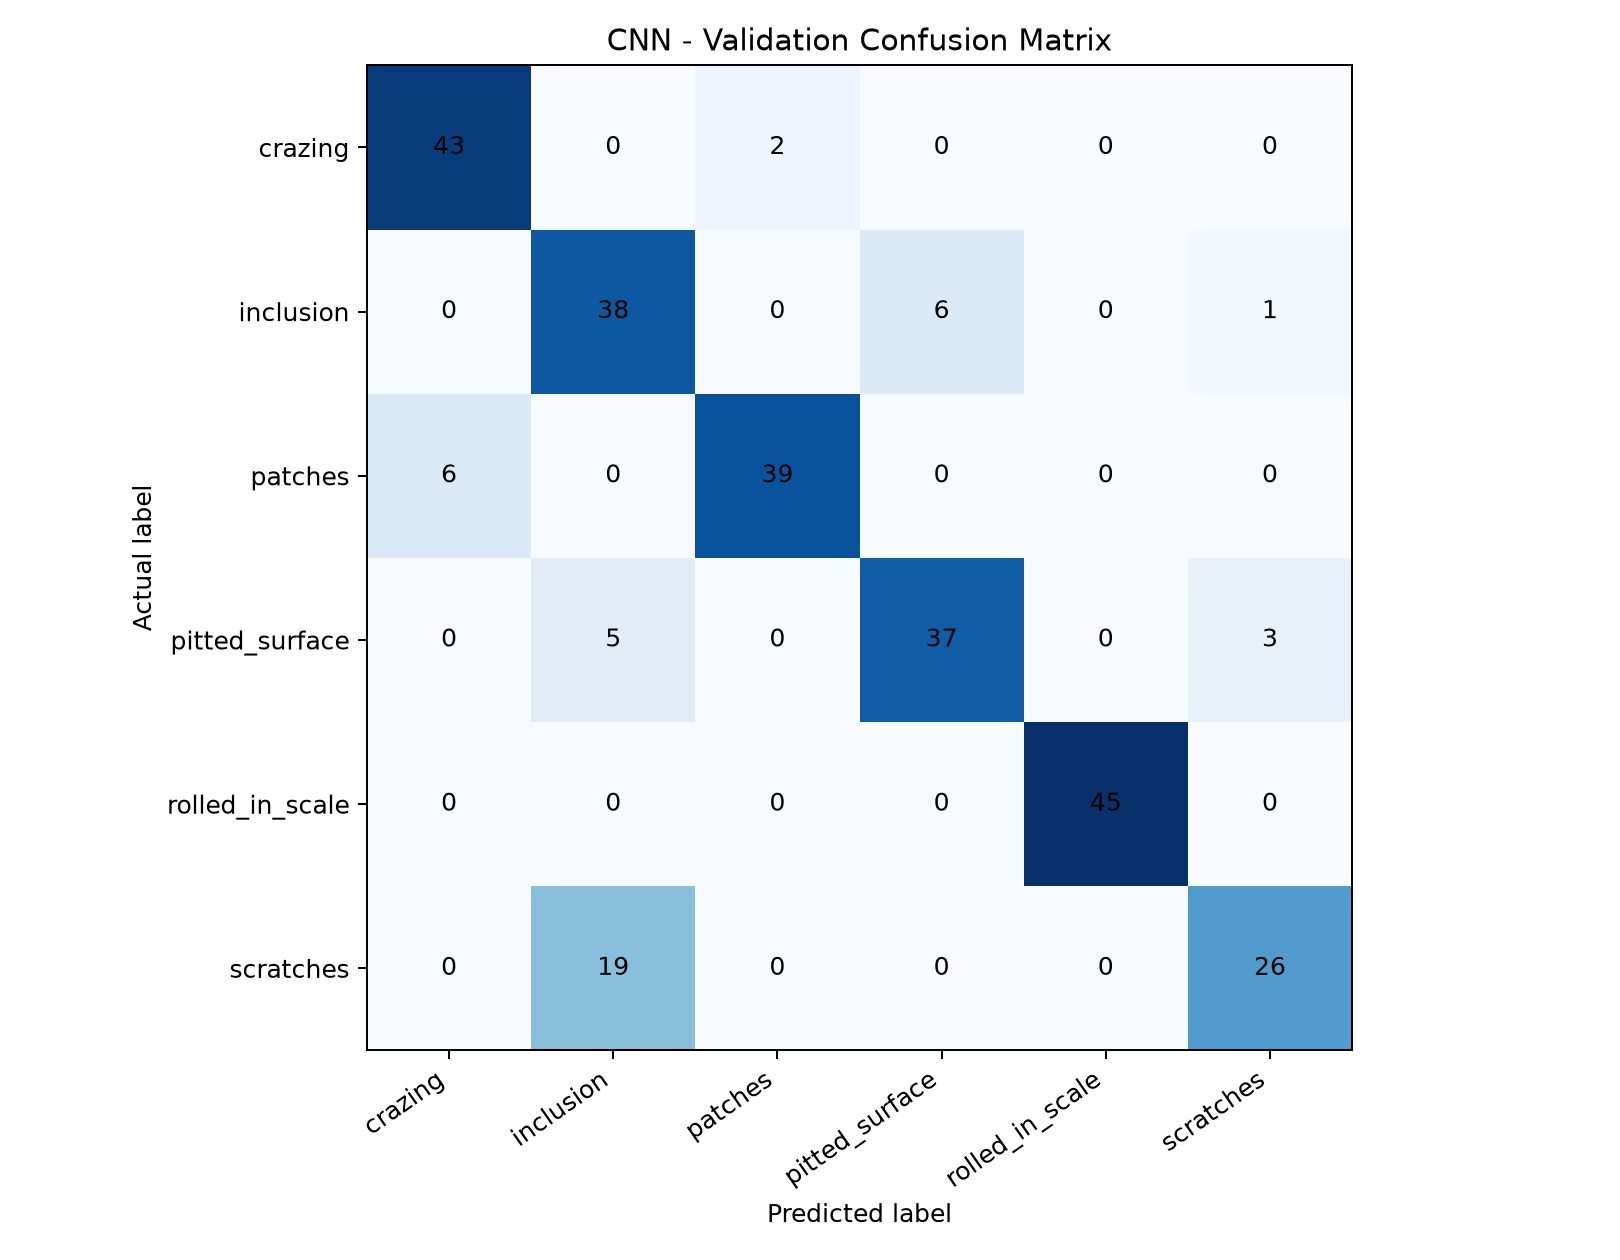 CNN - Validation Confusion Matrix
crazing 43 0 2 0 0 0
inclusion 0 38 0 6 0 1
patches 6 0 39 0 0 0
Actual label
pitted_surface 0 5 0 37 0 3
rolled_in_scale 0 0 0 0 45 0
scratches 0 19 0 0 0 26
crazing inclusion patches pitted_surface rolled_in_scale scratches
Predicted label